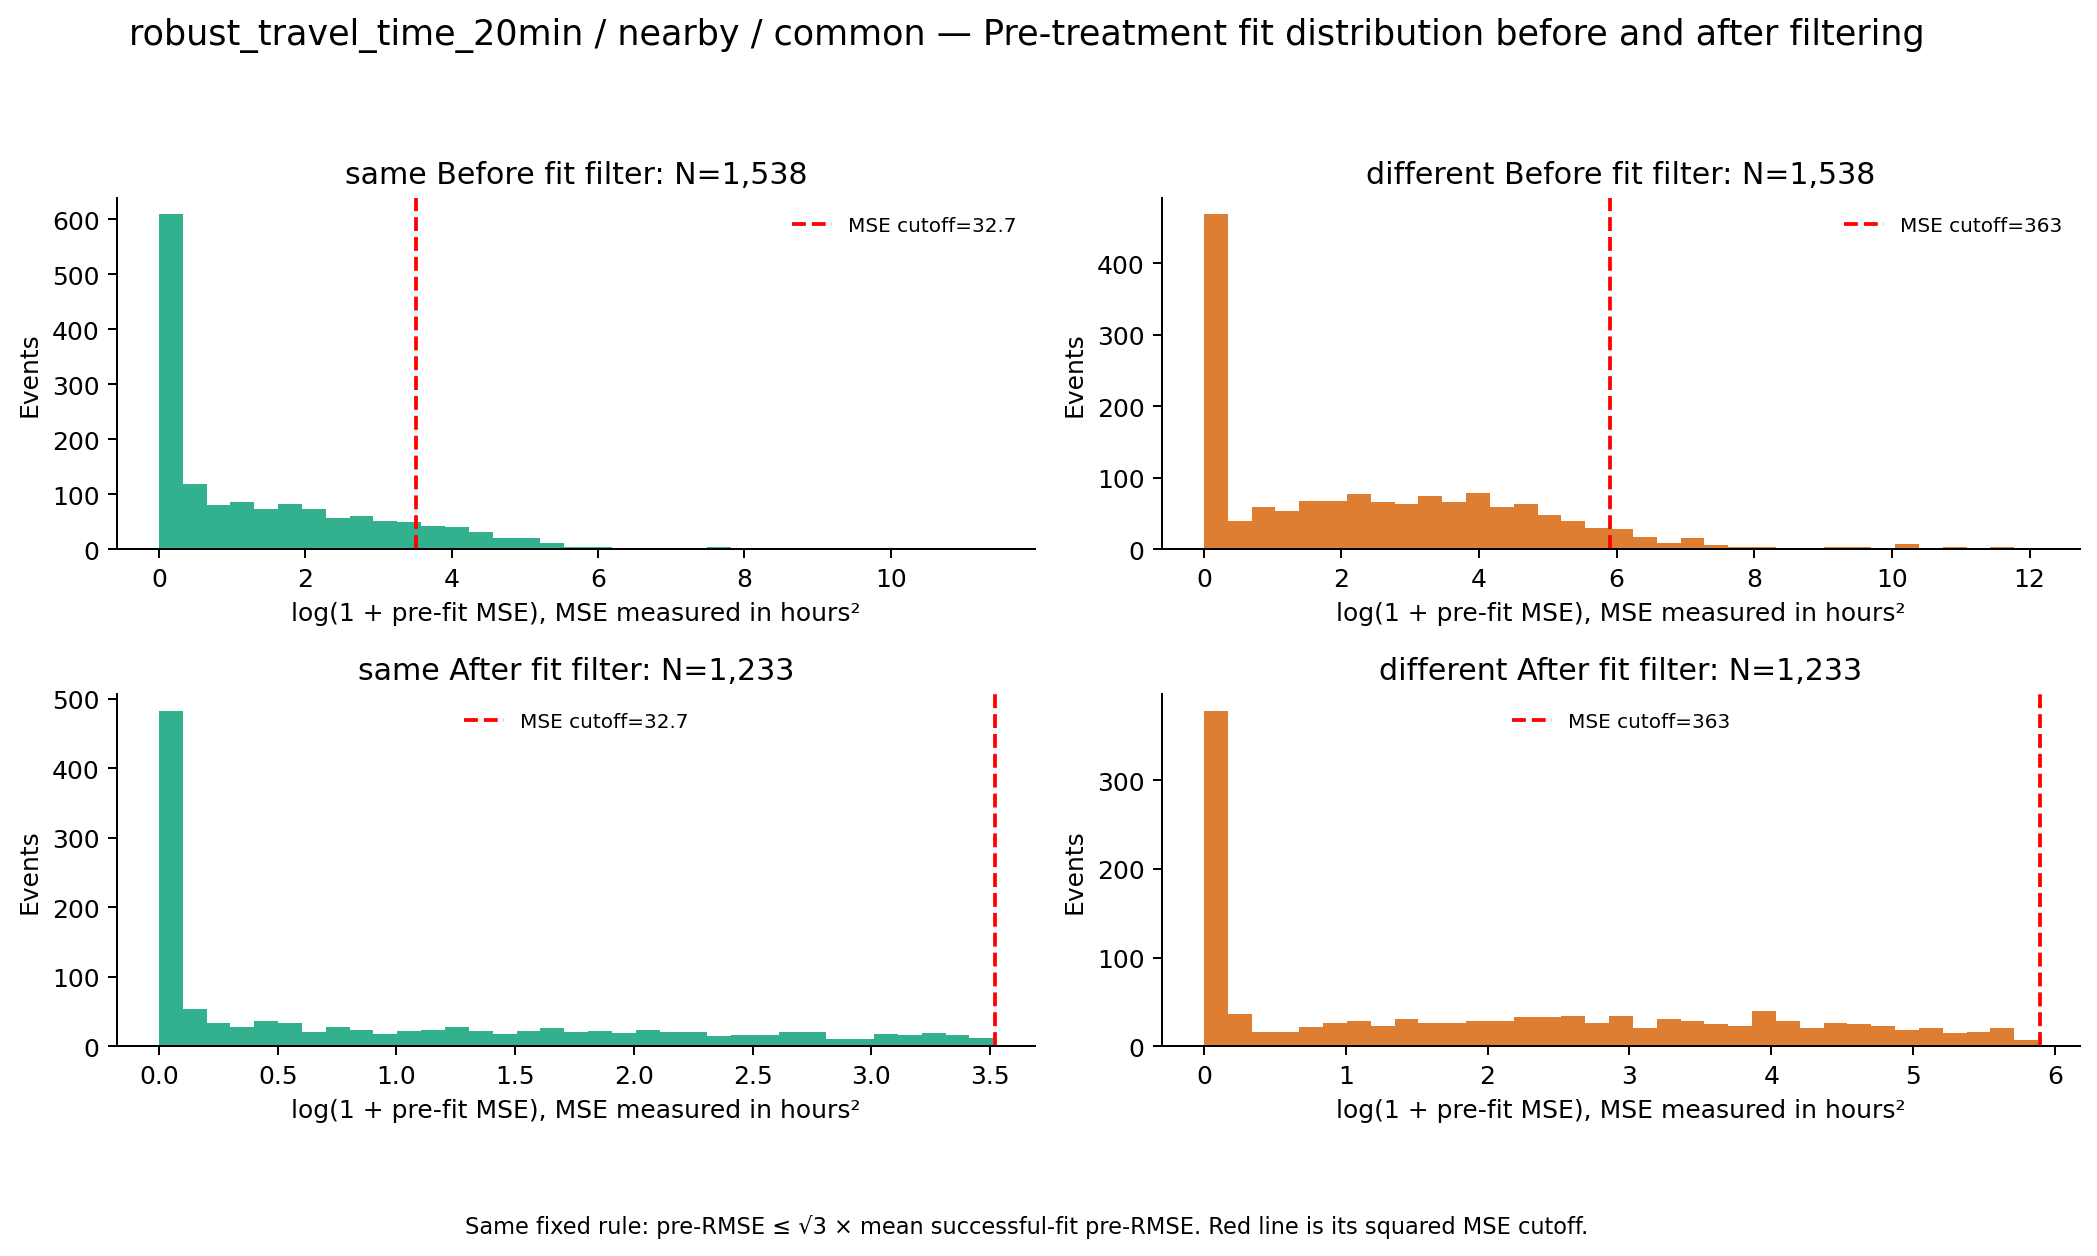 robust_travel_time_20min / nearby / common — Pre-treatment fit distribution before and after filtering
same Before fit filter: N=1,538
MSE cutoff=32.7
Events
600
500
400
300
200
100
0
0 2 4 6 8 10
log(1 + pre-fit MSE), MSE measured in hours²
different Before fit filter: N=1,538
MSE cutoff=363
Events
400
300
200
100
0
0 2 4 6 8 10 12
log(1 + pre-fit MSE), MSE measured in hours²
same After fit filter: N=1,233
MSE cutoff=32.7
Events
500
400
300
200
100
0
0.0 0.5 1.0 1.5 2.0 2.5 3.0 3.5
log(1 + pre-fit MSE), MSE measured in hours²
different After fit filter: N=1,233
MSE cutoff=363
Events
300
200
100
0
0 1 2 3 4 5 6
log(1 + pre-fit MSE), MSE measured in hours²
Same fixed rule: pre-RMSE ≤ √3 × mean successful-fit pre-RMSE. Red line is its squared MSE cutoff.